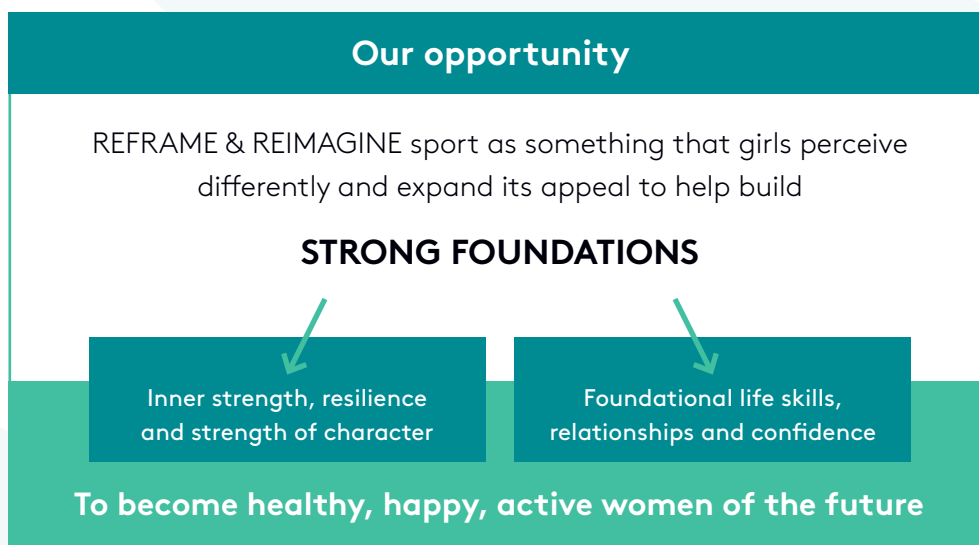 Our opportunity
REFRAME & REIMAGINE sport as something that girls perceive
differently and expand its appeal to help build
STRONG FOUNDATIONS
Inner strength, resilience
and strength of character
Foundational life skills,
relationships and confidence
To become healthy, happy, active women of the future